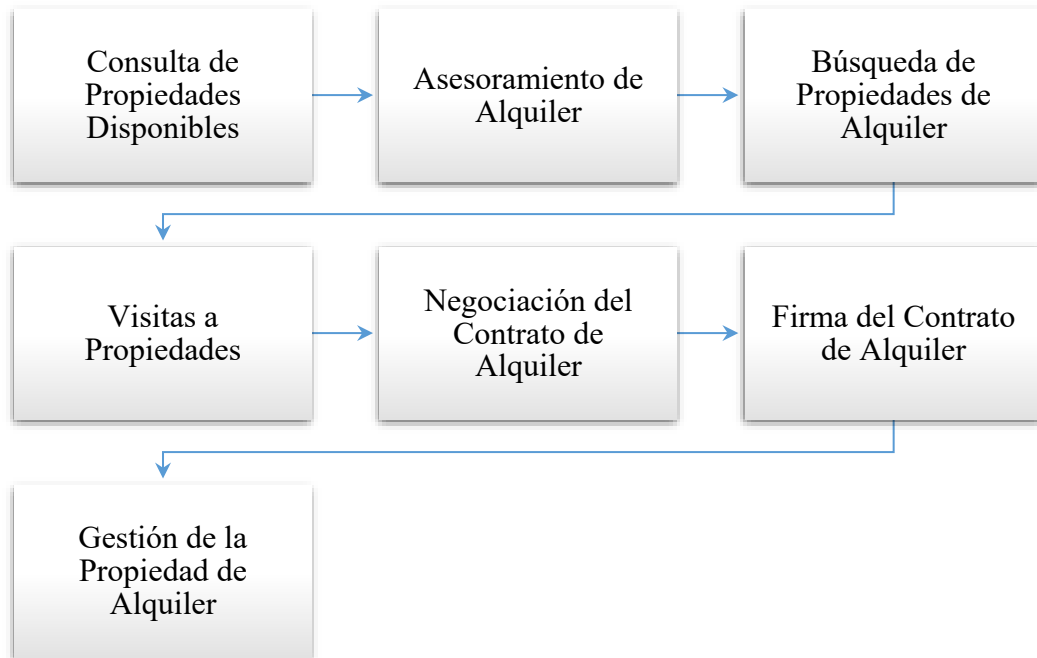 Consulta de
Propiedades
Disponibles
Asesoramiento de
Alquiler
Búsqueda de
Propiedades de
Alquiler
Visitas a
Propiedades
Negociación del
Contrato de
Alquiler
Firma del Contrato
de Alquiler
Gestión de la
Propiedad de
Alquiler